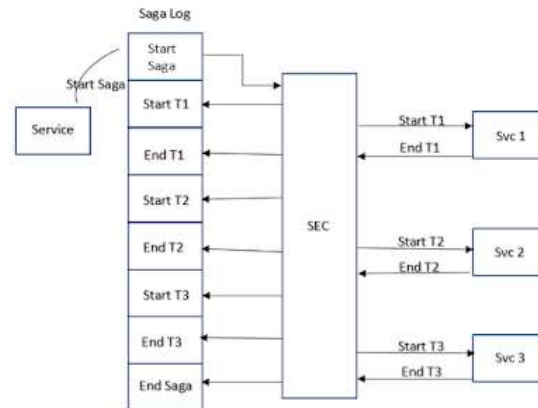 Saga Log
Start
Saga
Start Saga
Service
Start T1
End T1
Start T2
End T2
Start T3
End T3
End Saga
SEC
Start T1
End T1
Svc 1
Start T2
End T2
Svc 2
Start T3
End T3
Svc 3